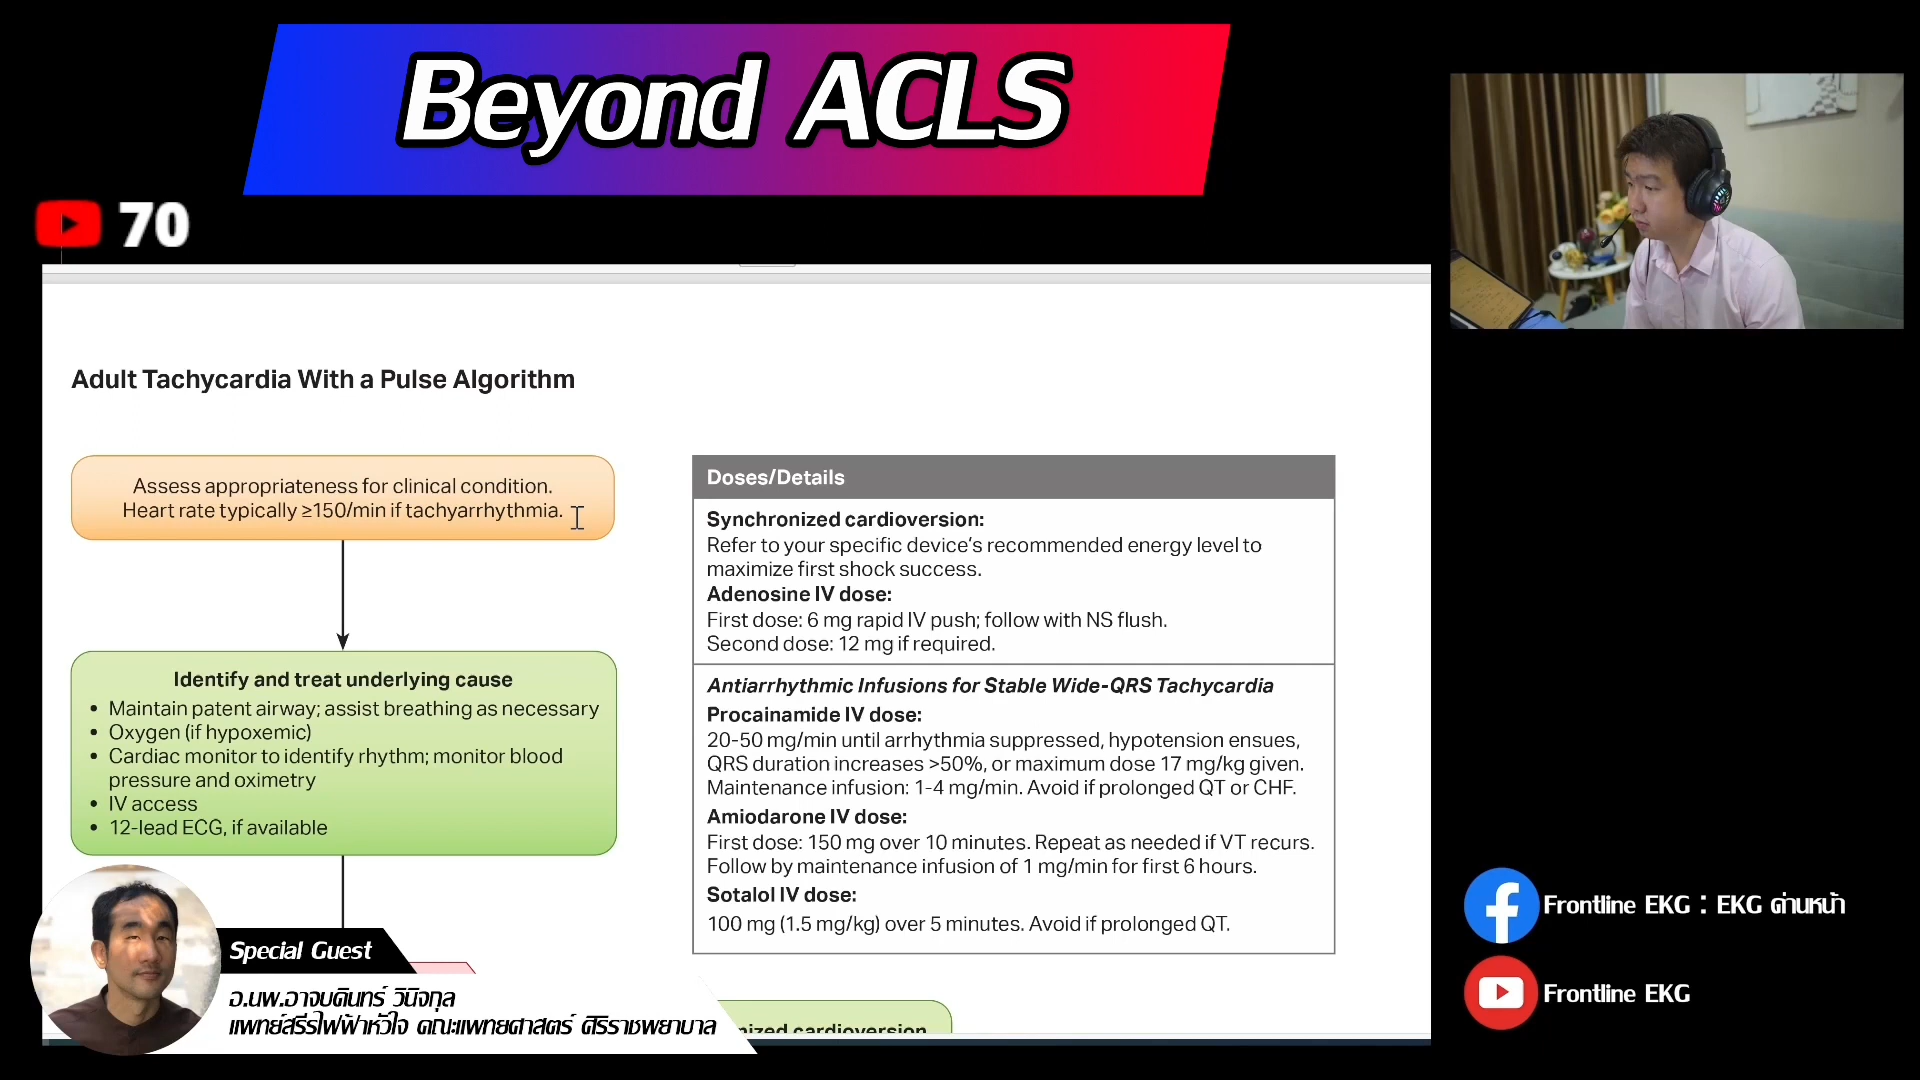 Beyond ACLS
70
Adult Tachycardia With a Pulse Algorithm
Assess appropriateness for clinical condition.
Heart rate typically ≥150/min if tachyarrhythmia.
Identify and treat underlying cause
• Maintain patent airway; assist breathing as necessary
• Oxygen (if hypoxemic)
• Cardiac monitor to identify rhythm; monitor blood
pressure and oximetry
• IV access
• 12-lead ECG, if available
Doses/Details
Synchronized cardioversion:
Refer to your specific device's recommended energy level to
maximize first shock success.
Adenosine IV dose:
First dose: 6 mg rapid IV push; follow with NS flush.
Second dose: 12 mg if required.
Antiarrhythmic Infusions for Stable Wide-QRS Tachycardia
Procainamide IV dose:
20-50 mg/min until arrhythmia suppressed, hypotension ensues,
QRS duration increases >50%, or maximum dose 17 mg/kg given.
Maintenance infusion: 1-4 mg/min. Avoid if prolonged QT or CHF.
Amiodarone IV dose:
First dose: 150 mg over 10 minutes. Repeat as needed if VT recurs.
Follow by maintenance infusion of 1 mg/min for first 6 hours.
Sotalol IV dose:
100 mg (1.5 mg/kg) over 5 minutes. Avoid if prolonged QT.
cardioversion
Special Guest
อ.นพ.อาจบดินทร์ วินิจกุล
แพทย์สรีรไฟฟ้าหัวใจ คณะแพทยศาสตร์ ศิริราชพยาบาล
Frontline EKG : EKG ด่านหน้า
Frontline EKG